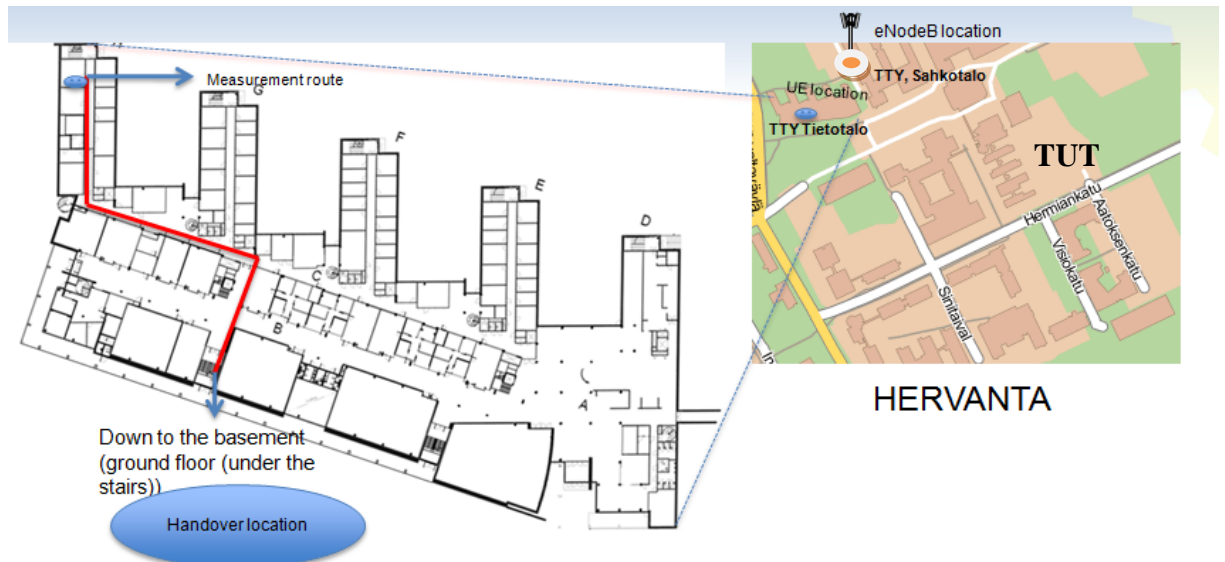 eNodeB location
TTY, Sahkotalo
UE location
TTY Tietotalo
TUT
Hermiankatu
Aatoksenkatu
Visiokatu
Sinitaival
HERVANTA
Measurement route
G
F
E
D
C
B
A
Down to the basement
(ground floor (under the
stairs))
Handover location